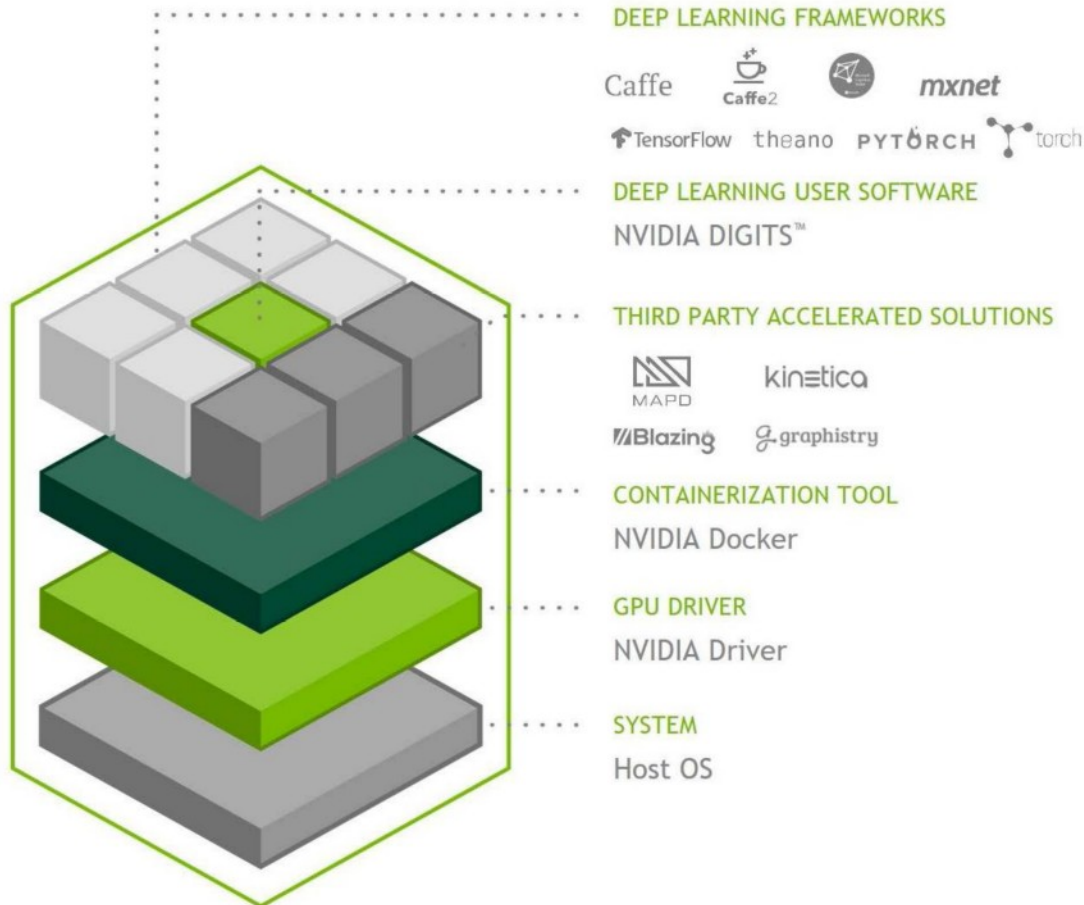 DEEP LEARNING FRAMEWORKS
Caffe Caffe2 mxnet
TensorFlow theano PYTORCH torch
DEEP LEARNING USER SOFTWARE
NVIDIA DIGITS™
THIRD PARTY ACCELERATED SOLUTIONS
MAPD kinetica
Blazing graphistry
CONTAINERIZATION TOOL
NVIDIA Docker
GPU DRIVER
NVIDIA Driver
SYSTEM
Host OS